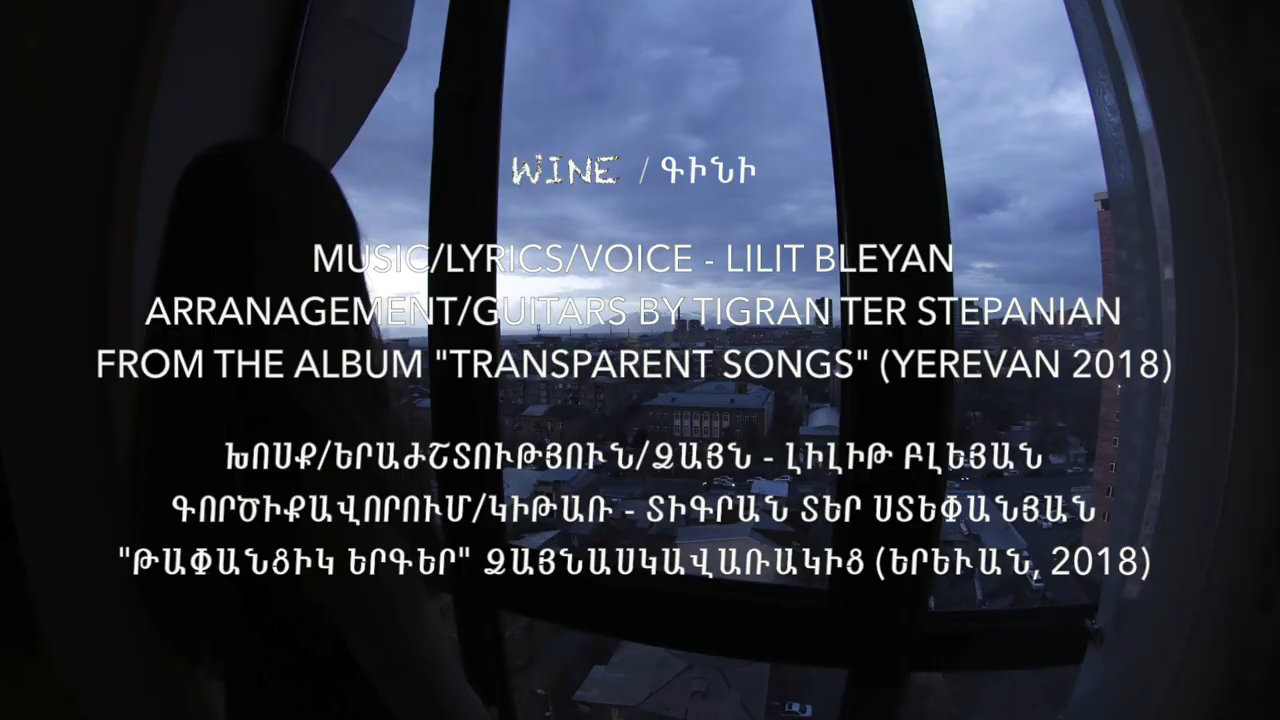 WINE / ԳԻՆԻ
MUSIC/LYRICS/VOICE - LILIT BLEYAN
ARRANAGEMENT/GUITARS BY TIGRAN TER STEPANIAN
FROM THE ALBUM "TRANSPARENT SONGS" (YEREVAN 2018)
ԽՈՍՔ/ԵՐԱԺՇՏՈՒԹՅՈՒՆ/ՁԱՅՆ - ԼԻԼԻԹ ԲԼԵՅԱՆ
ԳՈՐԾԻՔԱՎՈՐՈՒՄ/ԿԻԹԱՌ - ՏԻԳՐԱՆ ՏԵՐ ՍՏԵՓԱՆՅԱՆ
"ԹԱՓԱՆՑԻԿ ԵՐԳԵՐ" ՁԱՅՆԱՍԿԱՎԱՌԱԿԻՑ (ԵՐԵՒԱՆ, 2018)